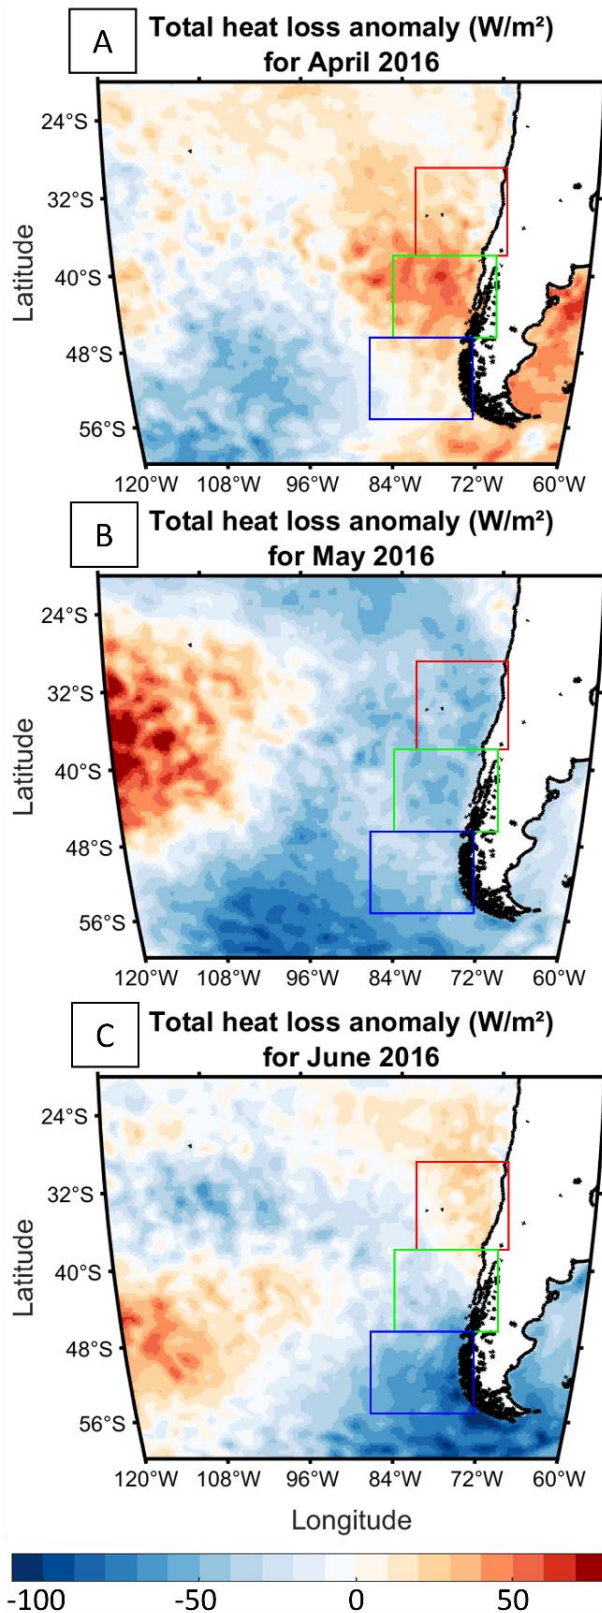 A
Total heat loss anomaly (W/m²)
for April 2016
24°S
32°S
40°S
48°S
56°S
Latitude
120°W 108°W 96°W 84°W 72°W 60°W
B
Total heat loss anomaly (W/m²)
for May 2016
24°S
32°S
40°S
48°S
56°S
Latitude
120°W 108°W 96°W 84°W 72°W 60°W
C
Total heat loss anomaly (W/m²)
for June 2016
24°S
32°S
40°S
48°S
56°S
Latitude
120°W 108°W 96°W 84°W 72°W 60°W
Longitude
-100 -50 0 50